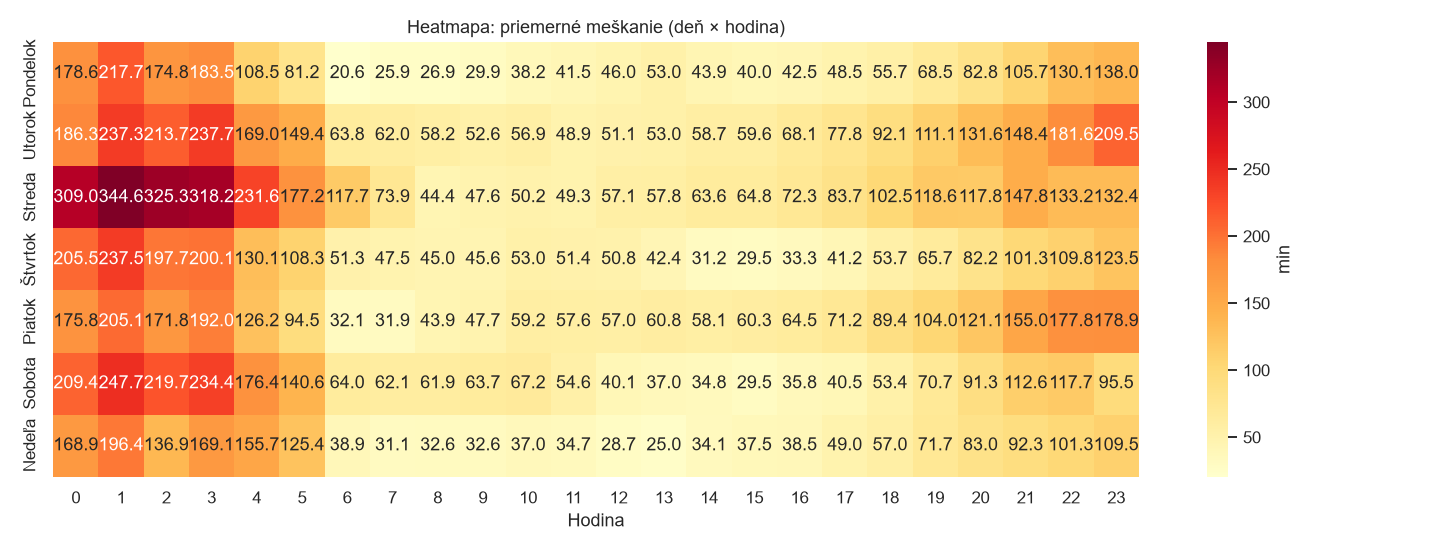 Heatmapa: priemerné meškanie (deň × hodina)
Pondelok 178.6 217.7 174.8 183.5 108.5 81.2 20.6 25.9 26.9 29.9 38.2 41.5 46.0 53.0 43.9 40.0 42.5 48.5 55.7 68.5 82.8 105.7 130.1 138.0
Utorok 186.3 237.3 213.7 237.7 169.0 149.4 63.8 62.0 58.2 52.6 56.9 48.9 51.1 53.0 58.7 59.6 68.1 77.8 92.1 111.1 131.6 148.4 181.6 209.5
Streda 309.0 344.6 325.3 318.2 231.6 177.2 117.7 73.9 44.4 47.6 50.2 49.3 57.1 57.8 63.6 64.8 72.3 83.7 102.5 118.6 117.8 147.8 133.2 132.4
Štvrtok 205.5 237.5 197.7 200.1 130.1 108.3 51.3 47.5 45.0 45.6 53.0 51.4 50.8 42.4 31.2 29.5 33.3 41.2 53.7 65.7 82.2 101.3 109.8 123.5
Piatok 175.8 205.1 171.8 192.0 126.2 94.5 32.1 31.9 43.9 47.7 59.2 57.6 57.0 60.8 58.1 60.3 64.5 71.2 89.4 104.0 121.1 155.0 177.8 178.9
Sobota 209.4 247.7 219.7 234.4 176.4 140.6 64.0 62.1 61.9 63.7 67.2 54.6 40.1 37.0 34.8 29.5 35.8 40.5 53.4 70.7 91.3 112.6 117.7 95.5
Nedeľa 168.9 196.4 136.9 169.1 155.7 125.4 38.9 31.1 32.6 32.6 37.0 34.7 28.7 25.0 34.1 37.5 38.5 49.0 57.0 71.7 83.0 92.3 101.3 109.5
0 1 2 3 4 5 6 7 8 9 10 11 12 13 14 15 16 17 18 19 20 21 22 23
Hodina
300
250
200
150
100
50
min